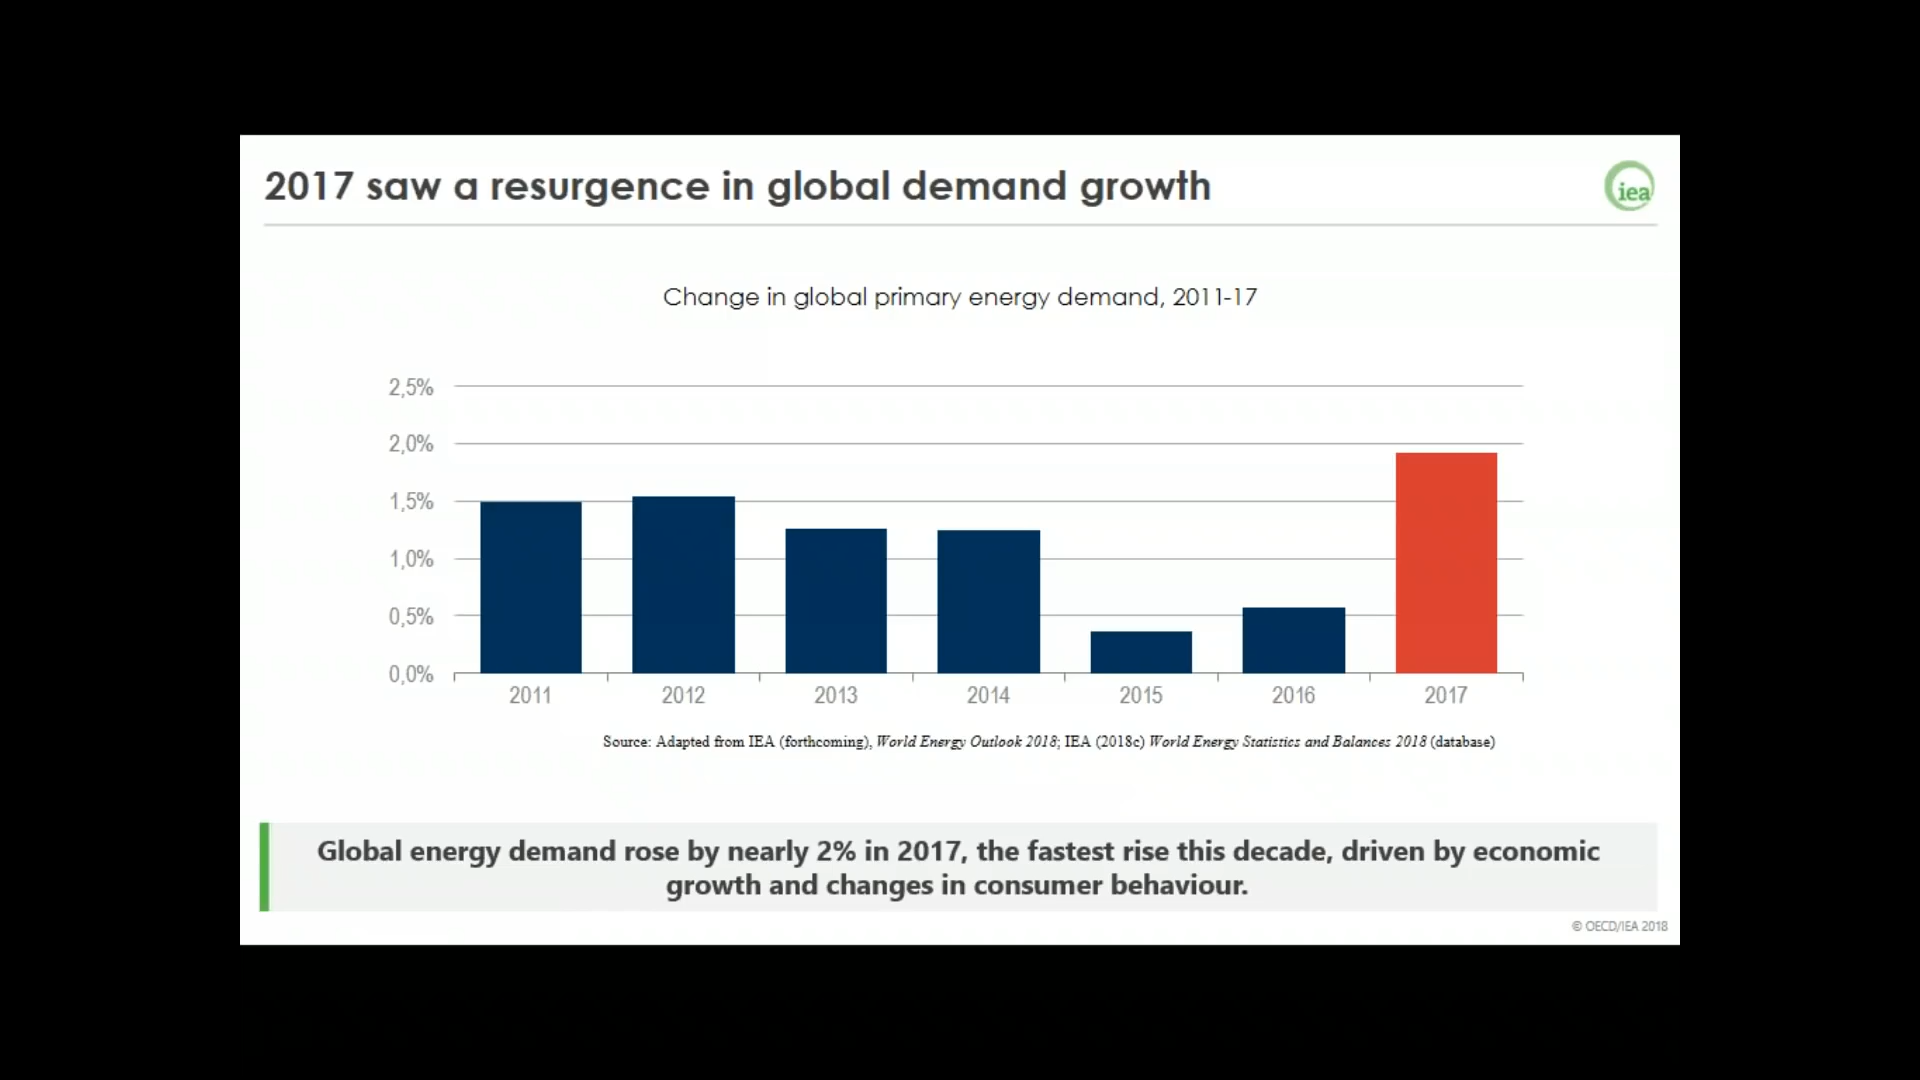 2017 saw a resurgence in global demand growth
iea
Change in global primary energy demand, 2011-17
2,5%
2,0%
1,5%
1,0%
0,5%
0,0%
2011 2012 2013 2014 2015 2016 2017
Source: Adapted from IEA (forthcoming), World Energy Outlook 2018; IEA (2018c) World Energy Statistics and Balances 2018 (database)
Global energy demand rose by nearly 2% in 2017, the fastest rise this decade, driven by economic
growth and changes in consumer behaviour.
© OECD/IEA 2018